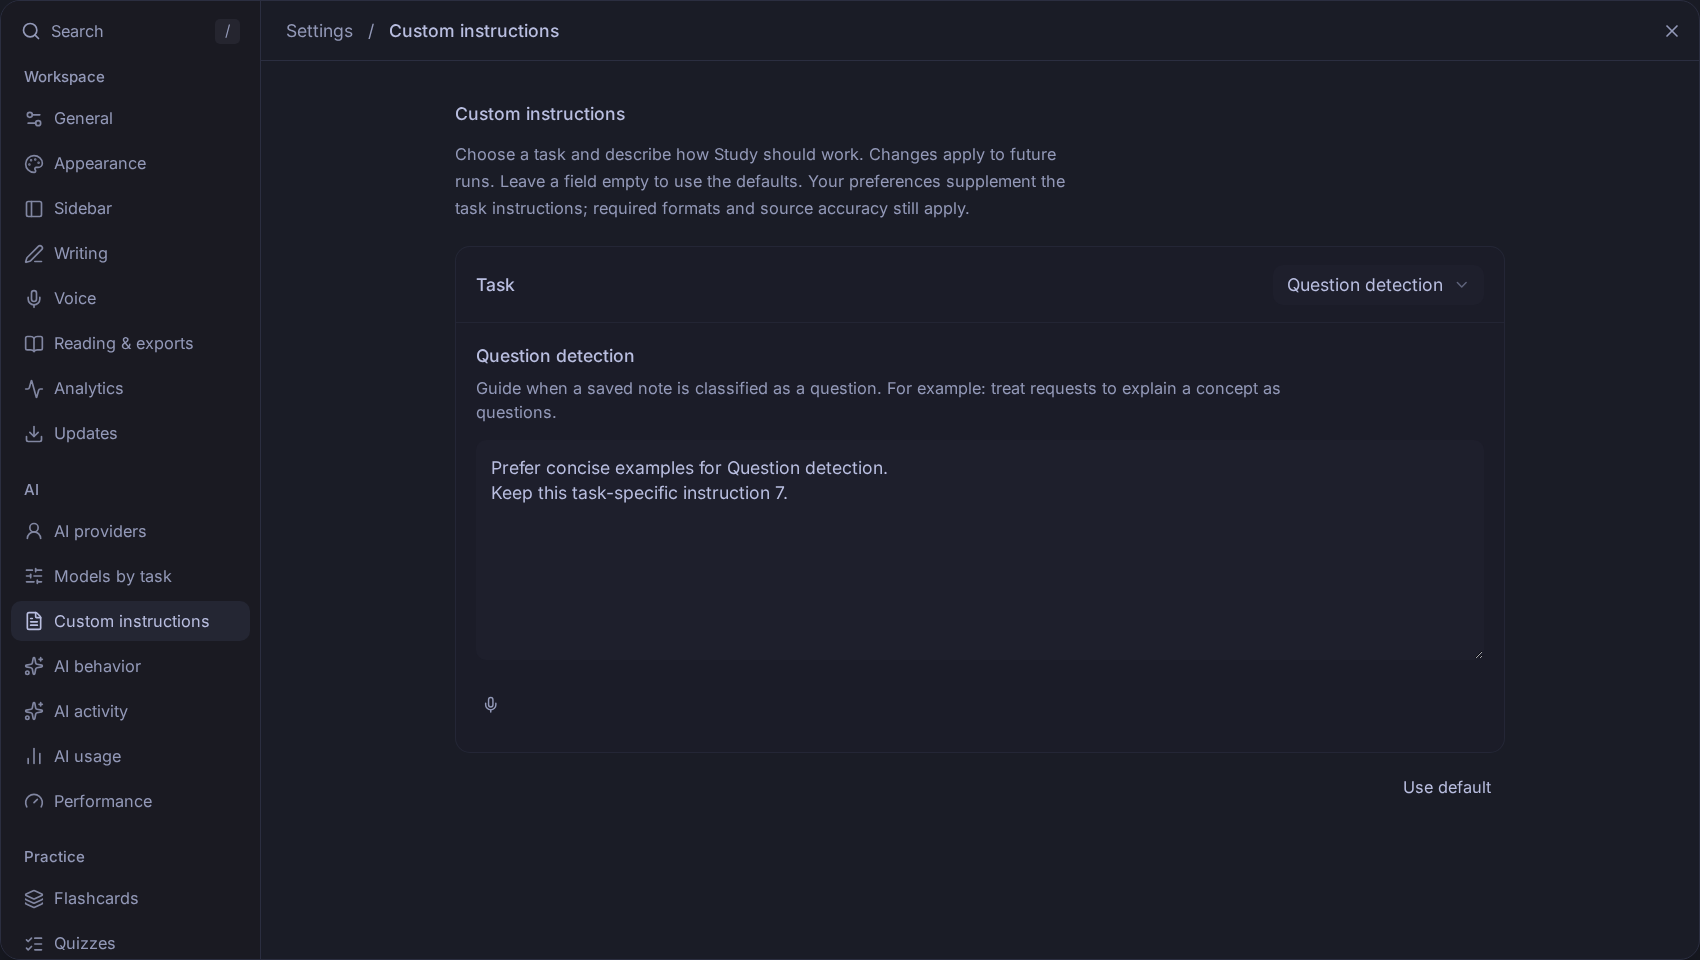 Search /
Workspace
General
Appearance
Sidebar
Writing
Voice
Reading & exports
Analytics
Updates
AI
AI providers
Models by task
Custom instructions
AI behavior
AI activity
AI usage
Performance
Practice
Flashcards
Quizzes
Settings / Custom instructions
Custom instructions
Choose a task and describe how Study should work. Changes apply to future
runs. Leave a field empty to use the defaults. Your preferences supplement the
task instructions; required formats and source accuracy still apply.
Task Question detection
Question detection
Guide when a saved note is classified as a question. For example: treat requests to explain a concept as
questions.
Prefer concise examples for Question detection.
Keep this task-specific instruction 7.
Use default